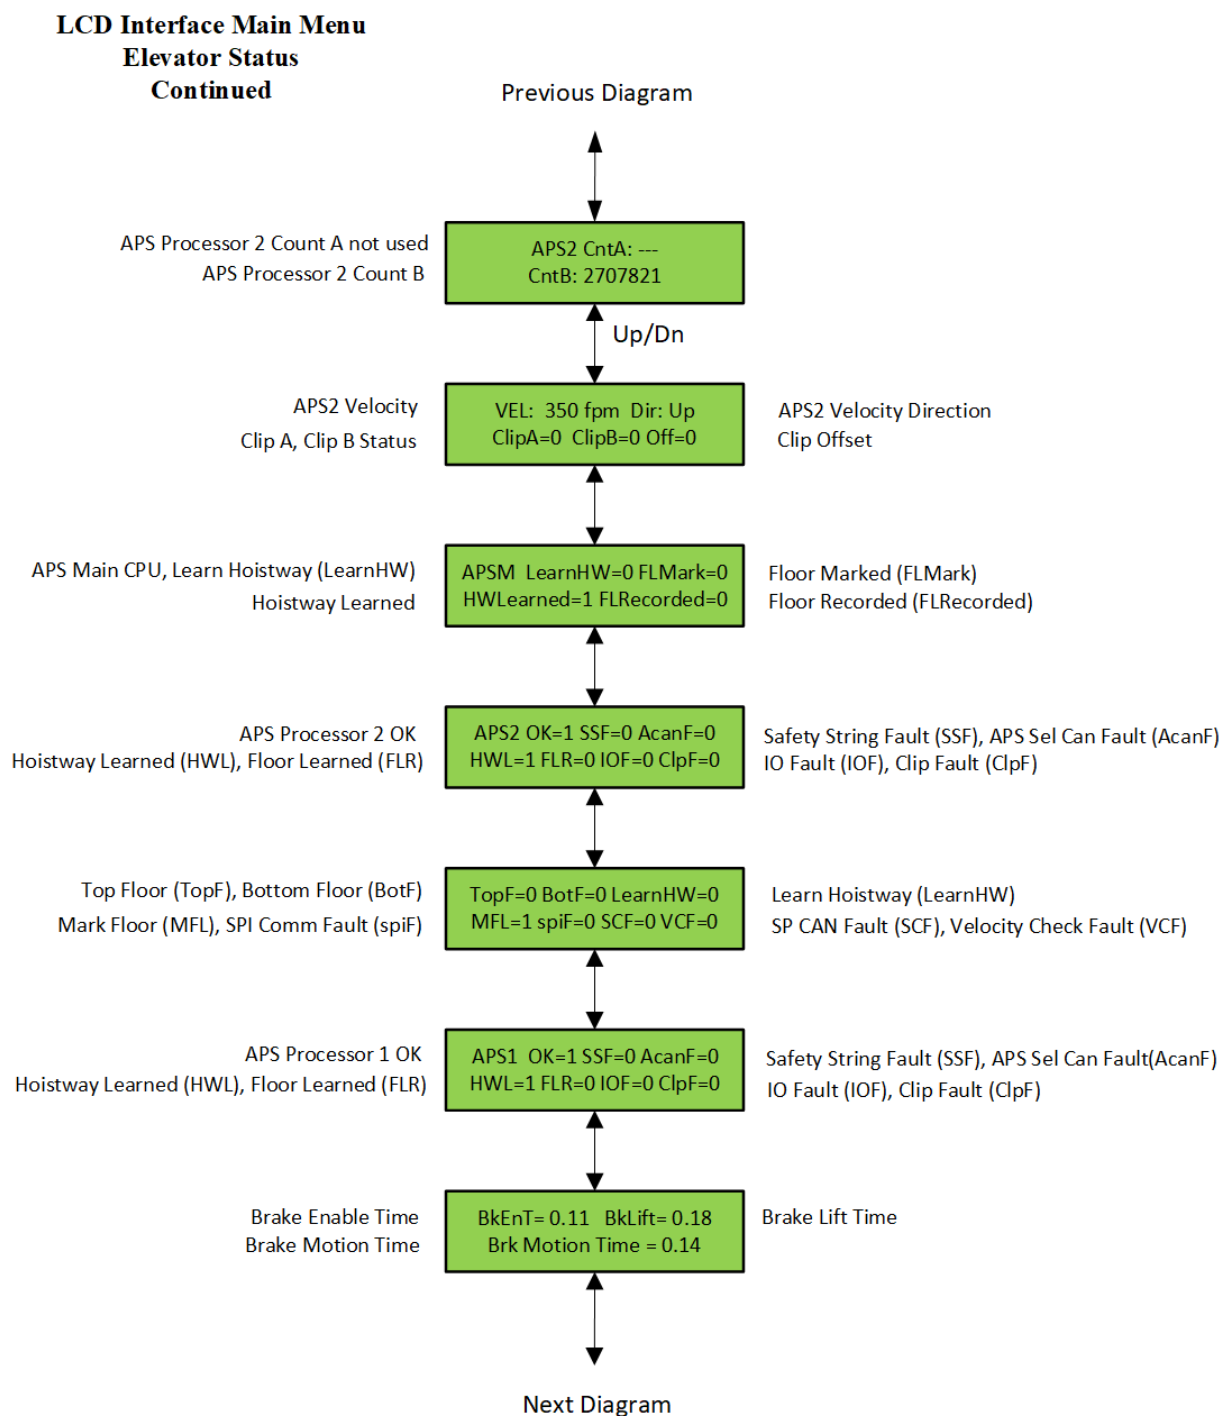 LCD Interface Main Menu
Elevator Status
Continued
Previous Diagram
APS Processor 2 Count A not used
APS Processor 2 Count B
APS2 CntA: ---
CntB: 2707821
Up/Dn
APS2 Velocity
Clip A, Clip B Status
VEL: 350 fpm Dir: Up
ClipA=0 ClipB=0 Off=0
APS2 Velocity Direction
Clip Offset
APS Main CPU, Learn Hoistway (LearnHW)
Hoistway Learned
APSM LearnHW=0 FLMark=0
HWLearned=1 FLRecorded=0
Floor Marked (FLMark)
Floor Recorded (FLRecorded)
APS Processor 2 OK
Hoistway Learned (HWL), Floor Learned (FLR)
APS2 OK=1 SSF=0 AcanF=0
HWL=1 FLR=0 IOF=0 ClpF=0
Safety String Fault (SSF), APS Sel Can Fault (AcanF)
IO Fault (IOF), Clip Fault (ClpF)
Top Floor (TopF), Bottom Floor (BotF)
Mark Floor (MFL), SPI Comm Fault (spiF)
TopF=0 BotF=0 LearnHW=0
MFL=1 spiF=0 SCF=0 VCF=0
Learn Hoistway (LearnHW)
SP CAN Fault (SCF), Velocity Check Fault (VCF)
APS Processor 1 OK
Hoistway Learned (HWL), Floor Learned (FLR)
APS1 OK=1 SSF=0 AcanF=0
HWL=1 FLR=0 IOF=0 ClpF=0
Safety String Fault (SSF), APS Sel Can Fault(AcanF)
IO Fault (IOF), Clip Fault (ClpF)
Brake Enable Time
Brake Motion Time
BkEnT= 0.11 BkLift= 0.18
Brk Motion Time = 0.14
Brake Lift Time
Next Diagram